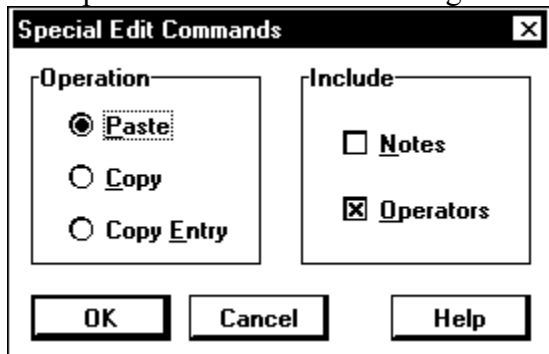 Special Edit Commands
Operation
Paste
Copy
Copy Entry
Include
Notes
Operators
OK Cancel Help